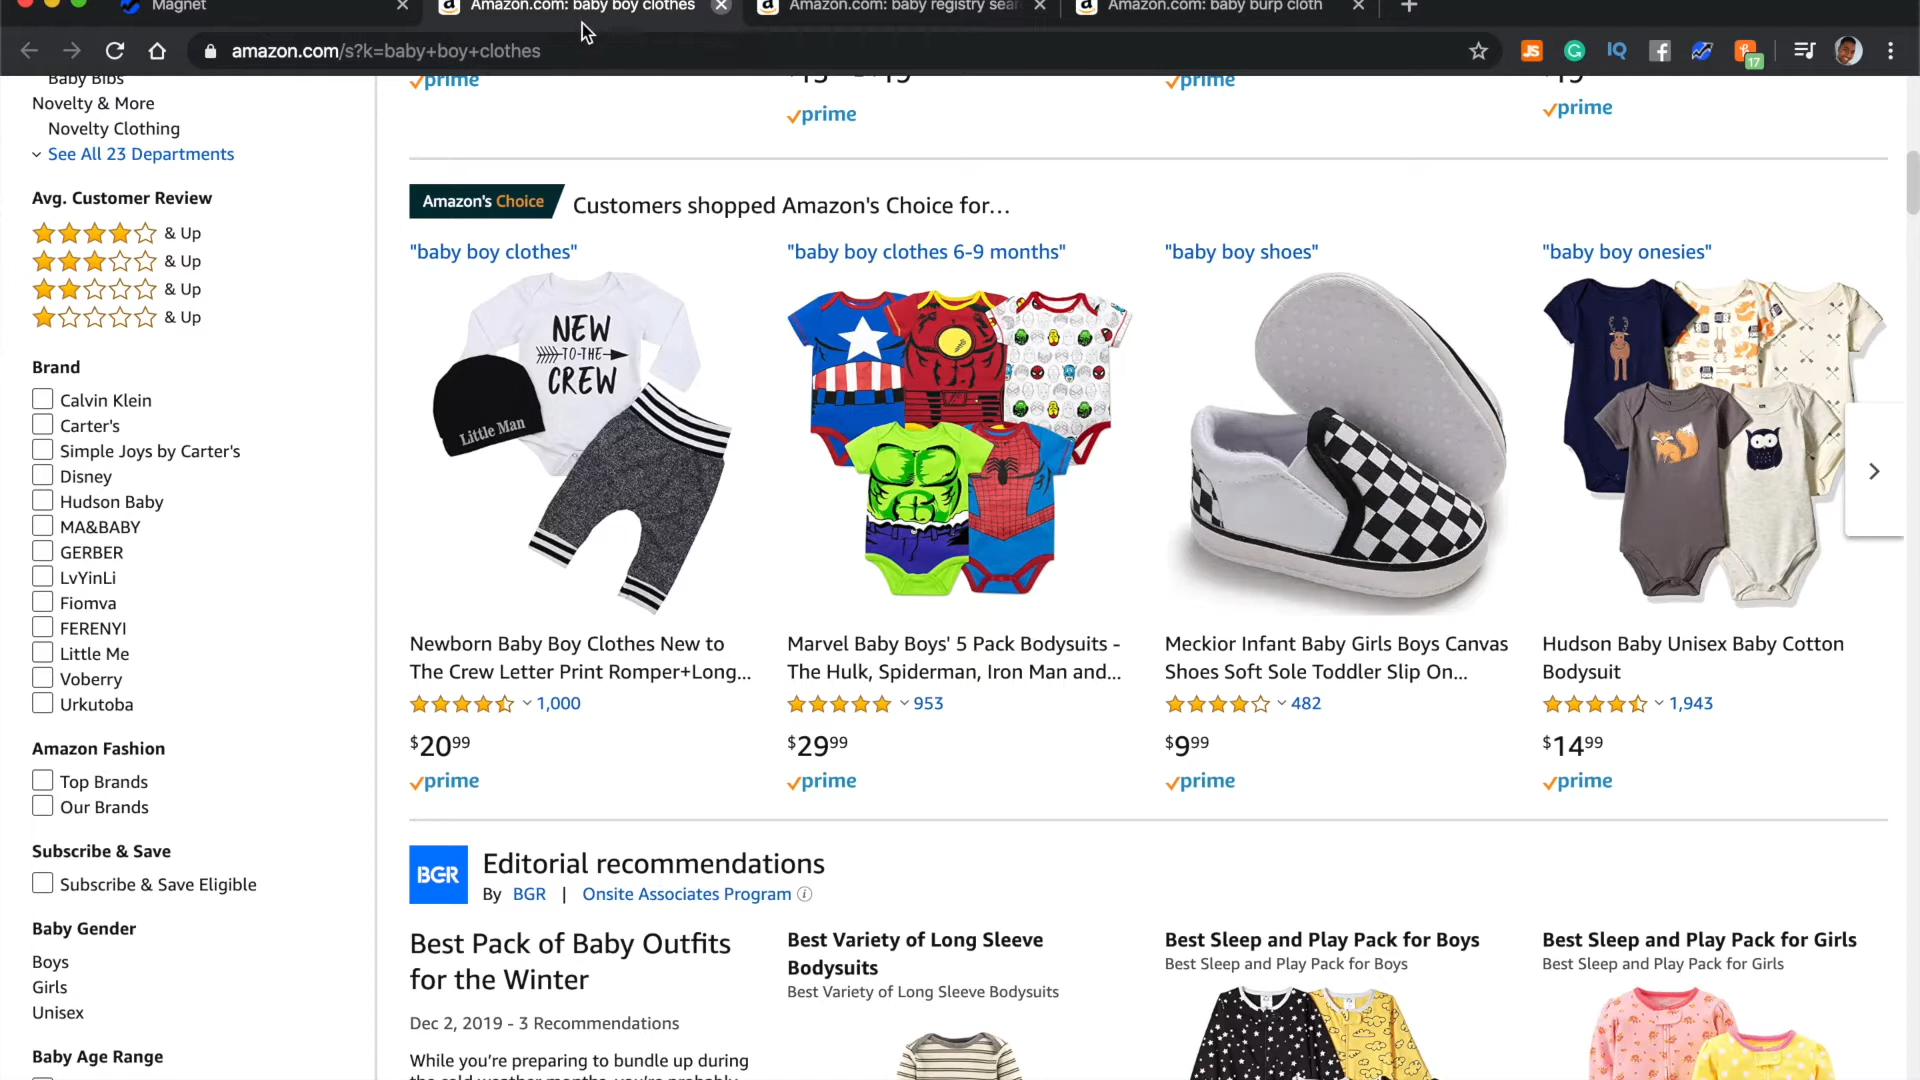 Magnet
Amazon.com: baby boy clothes
Amazon.com: baby registry sear
Amazon.com: baby burp cloth
amazon.com/s?k=baby+boy+clothes
JS
IQ
17
Baby Bibs
Novelty & More
Novelty Clothing
See All 23 Departments
Avg. Customer Review
& Up
& Up
& Up
& Up
Brand
Calvin Klein
Carter's
Simple Joys by Carter's
Disney
Hudson Baby
MA&BABY
GERBER
LvYinLi
Fiomva
FERENYI
Little Me
Voberry
Urkutoba
Amazon Fashion
Top Brands
Our Brands
Subscribe & Save
Subscribe & Save Eligible
Baby Gender
Boys
Girls
Unisex
Baby Age Range
prime
prime
prime
prime
Amazon's Choice
Customers shopped Amazon's Choice for…
"baby boy clothes"
NEW
TO-THE
CREW
Little Man
Newborn Baby Boy Clothes New to
The Crew Letter Print Romper+Long...
1,000
$20 99
prime
"baby boy clothes 6-9 months"
Marvel Baby Boys' 5 Pack Bodysuits -
The Hulk, Spiderman, Iron Man and...
953
$29 99
prime
"baby boy shoes"
Meckior Infant Baby Girls Boys Canvas
Shoes Soft Sole Toddler Slip On...
482
$9 99
prime
"baby boy onesies"
Hudson Baby Unisex Baby Cotton
Bodysuit
1,943
$14 99
prime
BGR
Editorial recommendations
By BGR | Onsite Associates Program
Best Pack of Baby Outfits
for the Winter
Dec 2, 2019 - 3 Recommendations
While you're preparing to bundle up during
Best Variety of Long Sleeve
Bodysuits
Best Variety of Long Sleeve Bodysuits
Best Sleep and Play Pack for Boys
Best Sleep and Play Pack for Boys
Best Sleep and Play Pack for Girls
Best Sleep and Play Pack for Girls